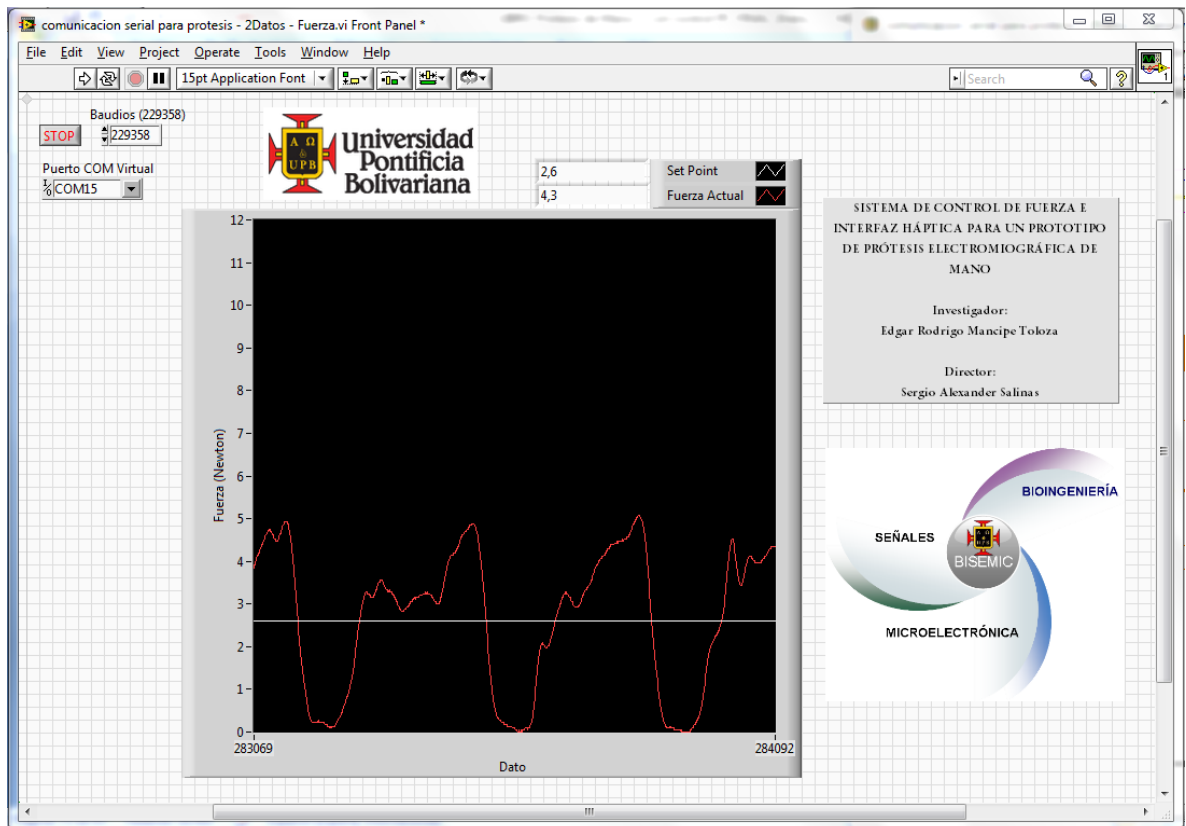 comunicacion serial para protesis - 2Datos - Fuerza.vi Front Panel *
File Edit View Project Operate Tools Window Help
15pt Application Font
Search
1
Baudios (229358)
STOP
229358
Puerto COM Virtual
COM15
Α Ω
&
UPB
Universidad
Pontificia
Bolivariana
2,6
Set Point
4,3
Fuerza Actual
12
11
10
9
8
7
6
5
4
3
2
1
0
Fuerza (Newton)
283069
284092
Dato
SISTEMA DE CONTROL DE FUERZA E
INTERFAZ HÁPTICA PARA UN PROTOTIPO
DE PRÓTESIS ELECTROMIOGRÁFICA DE
MANO
Investigador:
Edgar Rodrigo Mancipe Toloza
Director:
Sergio Alexander Salinas
BIOINGENIERÍA
SEÑALES
BISEMIC
MICROELECTRÓNICA